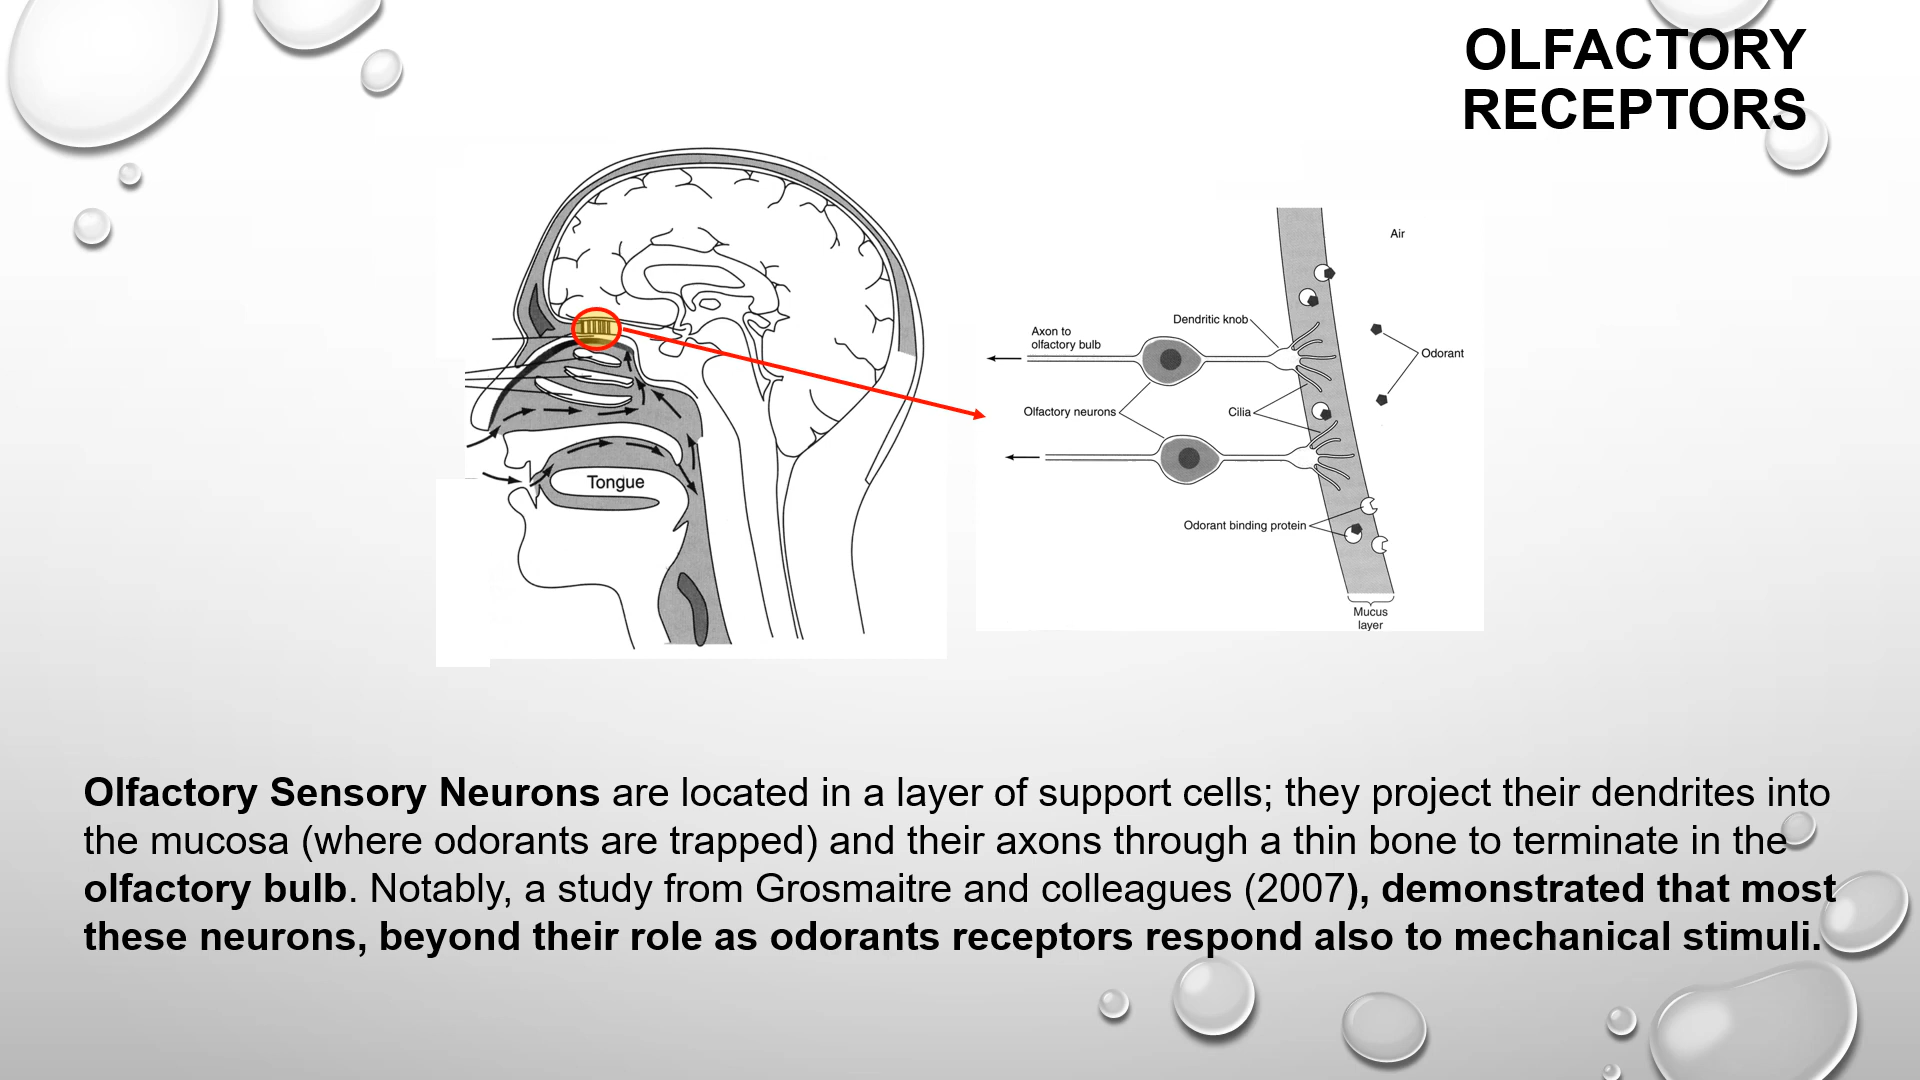 OLFACTORY
RECEPTORS
Tongue
Air
Dendritic knob
Axon to
olfactory bulb
Odorant
Olfactory neurons
Cilia
Odorant binding protein
Mucus
layer
Olfactory Sensory Neurons are located in a layer of support cells; they project their dendrites into
the mucosa (where odorants are trapped) and their axons through a thin bone to terminate in the
olfactory bulb. Notably, a study from Grosmaitre and colleagues (2007), demonstrated that most
these neurons, beyond their role as odorants receptors respond also to mechanical stimuli.